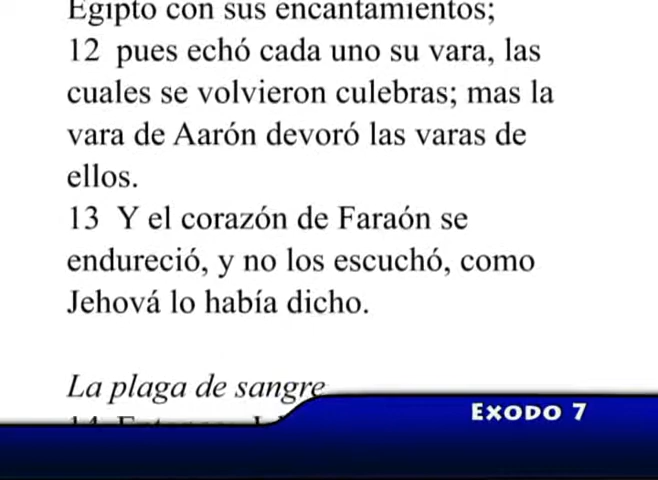 Egipto con sus encantamientos;
12 pues echó cada uno su vara, las
cuales se volvieron culebras; mas la
vara de Aarón devoró las varas de
ellos.
13 Y el corazón de Faraón se
endureció, y no los escuchó, como
Jehová lo había dicho.
La plaga de sangre
EXODO 7